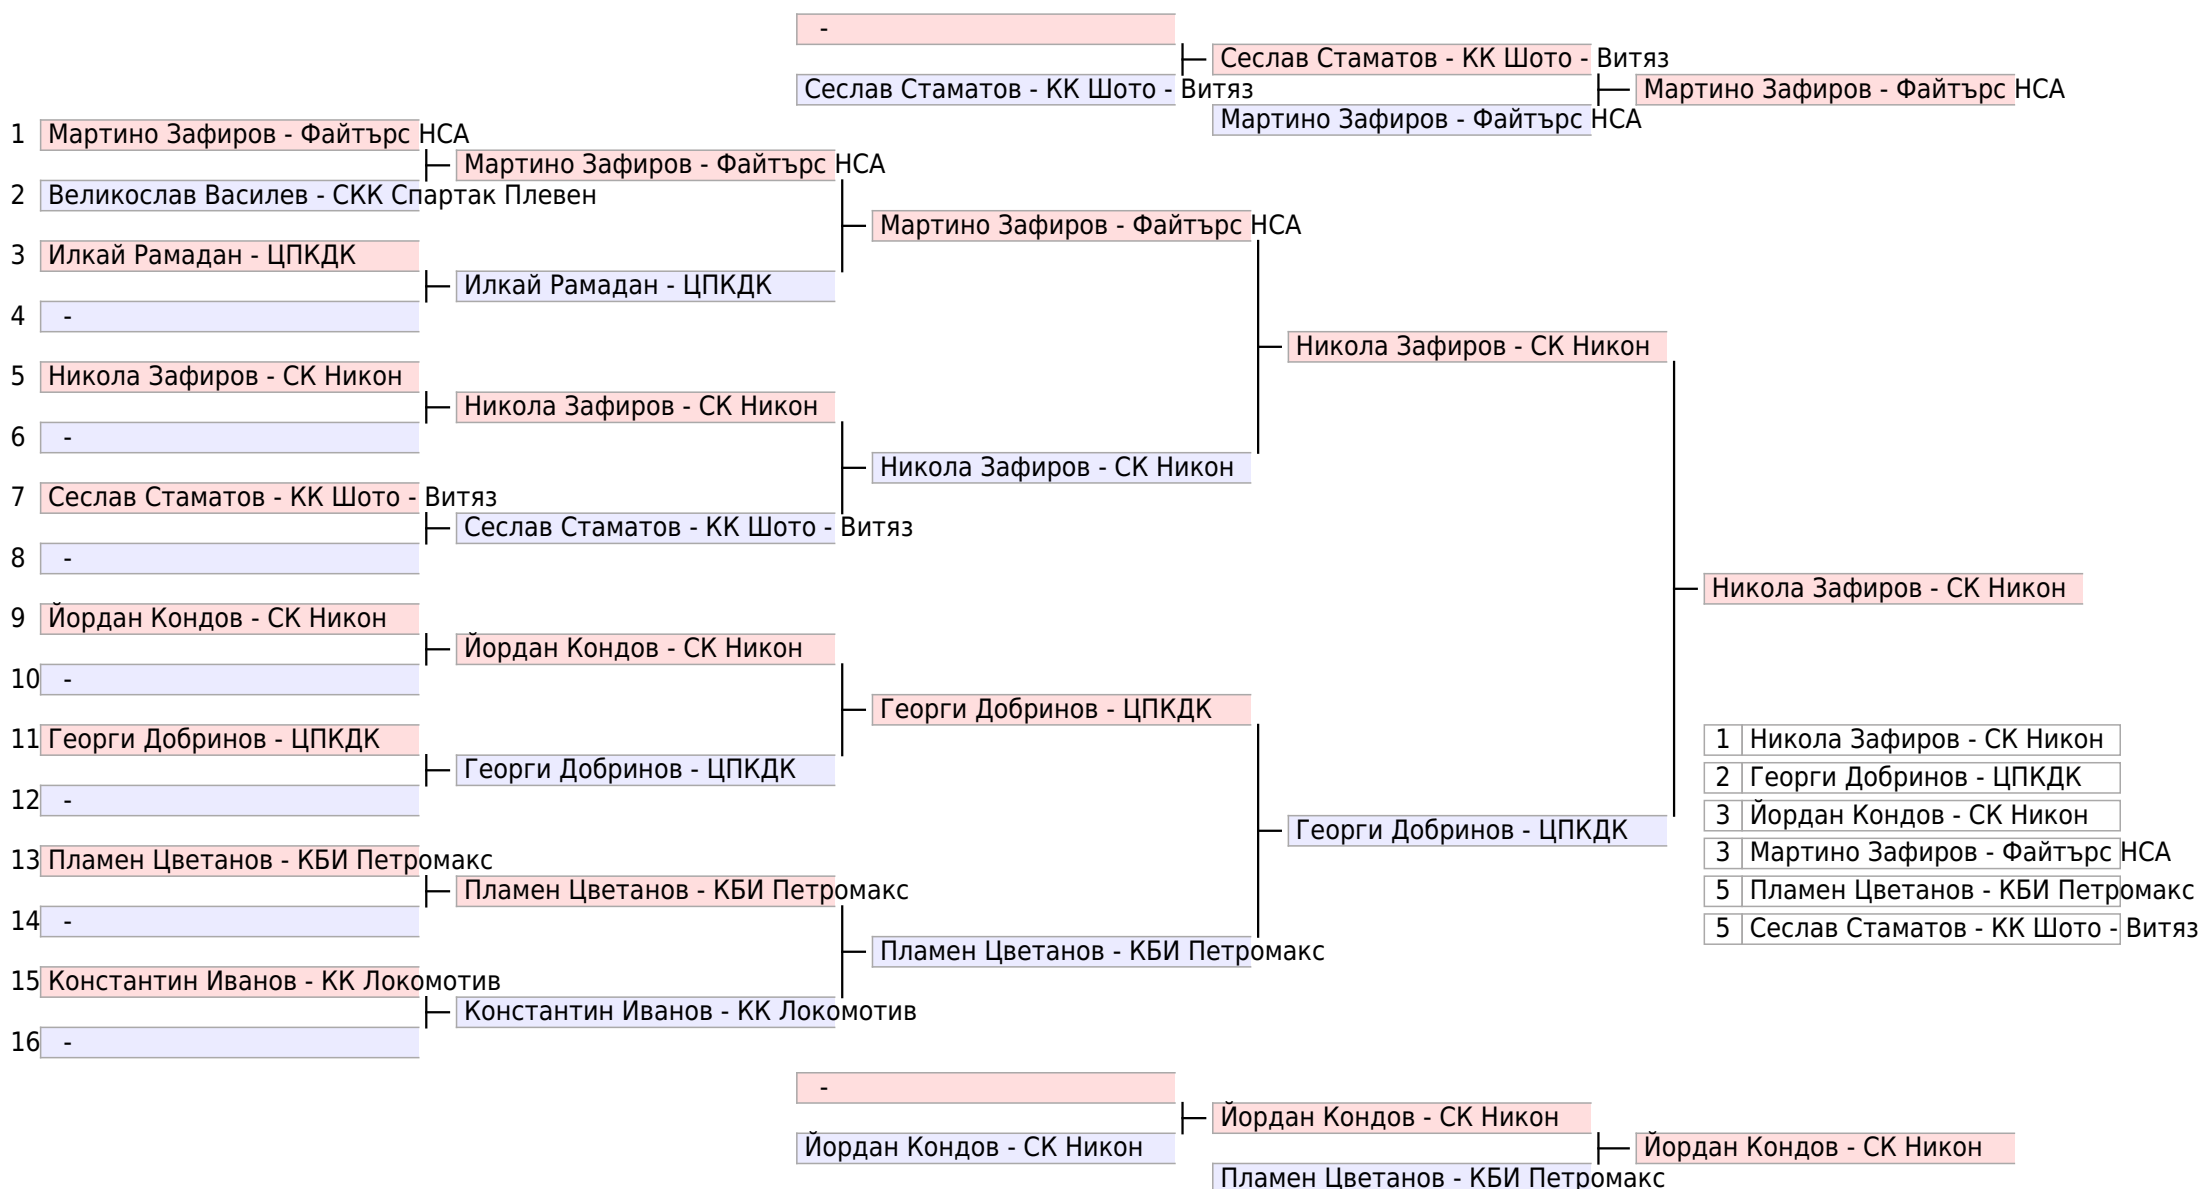 -
Сеслав Стаматов - КК Шото - Витяз
Сеслав Стаматов - КК Шото - Витяз
Мартино Зафиров - Файтърс НСА
Мартино Зафиров - Файтърс НСА
1 Мартино Зафиров - Файтърс НСА
Мартино Зафиров - Файтърс НСА
2 Великослав Василев - СКК Спартак Плевен
Мартино Зафиров - Файтърс НСА
3 Илкай Рамадан - ЦПКДК
Илкай Рамадан - ЦПКДК
4 -
Никола Зафиров - СК Никон
5 Никола Зафиров - СК Никон
Никола Зафиров - СК Никон
6 -
Никола Зафиров - СК Никон
7 Сеслав Стаматов - КК Шото - Витяз
Сеслав Стаматов - КК Шото - Витяз
8 -
Никола Зафиров - СК Никон
9 Йордан Кондов - СК Никон
Йордан Кондов - СК Никон
10 -
Георги Добринов - ЦПКДК
11 Георги Добринов - ЦПКДК
Георги Добринов - ЦПКДК
12 -
Георги Добринов - ЦПКДК
13 Пламен Цветанов - КБИ Петромакс
Пламен Цветанов - КБИ Петромакс
14 -
Пламен Цветанов - КБИ Петромакс
15 Константин Иванов - КК Локомотив
Константин Иванов - КК Локомотив
16 -
1 Никола Зафиров - СК Никон
2 Георги Добринов - ЦПКДК
3 Йордан Кондов - СК Никон
3 Мартино Зафиров - Файтърс НСА
5 Пламен Цветанов - КБИ Петромакс
5 Сеслав Стаматов - КК Шото - Витяз
-
Йордан Кондов - СК Никон
Йордан Кондов - СК Никон
Йордан Кондов - СК Никон
Пламен Цветанов - КБИ Петромакс